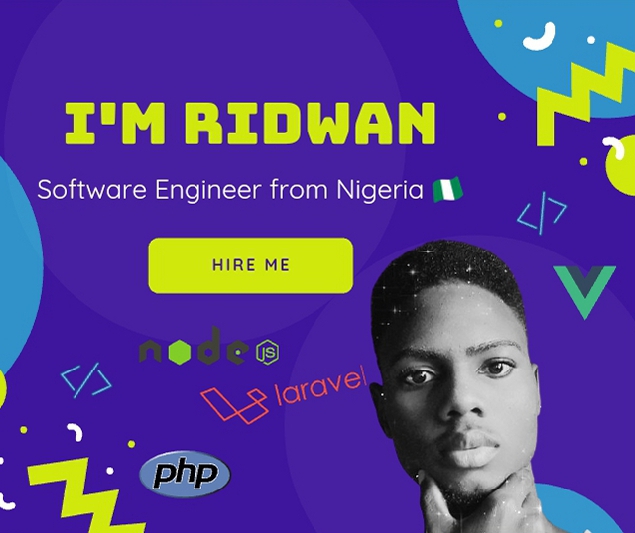 I'M RIDWAN
Software Engineer from Nigeria 🇳🇬
HIRE ME
</>
node
JS
laravel
</>
php